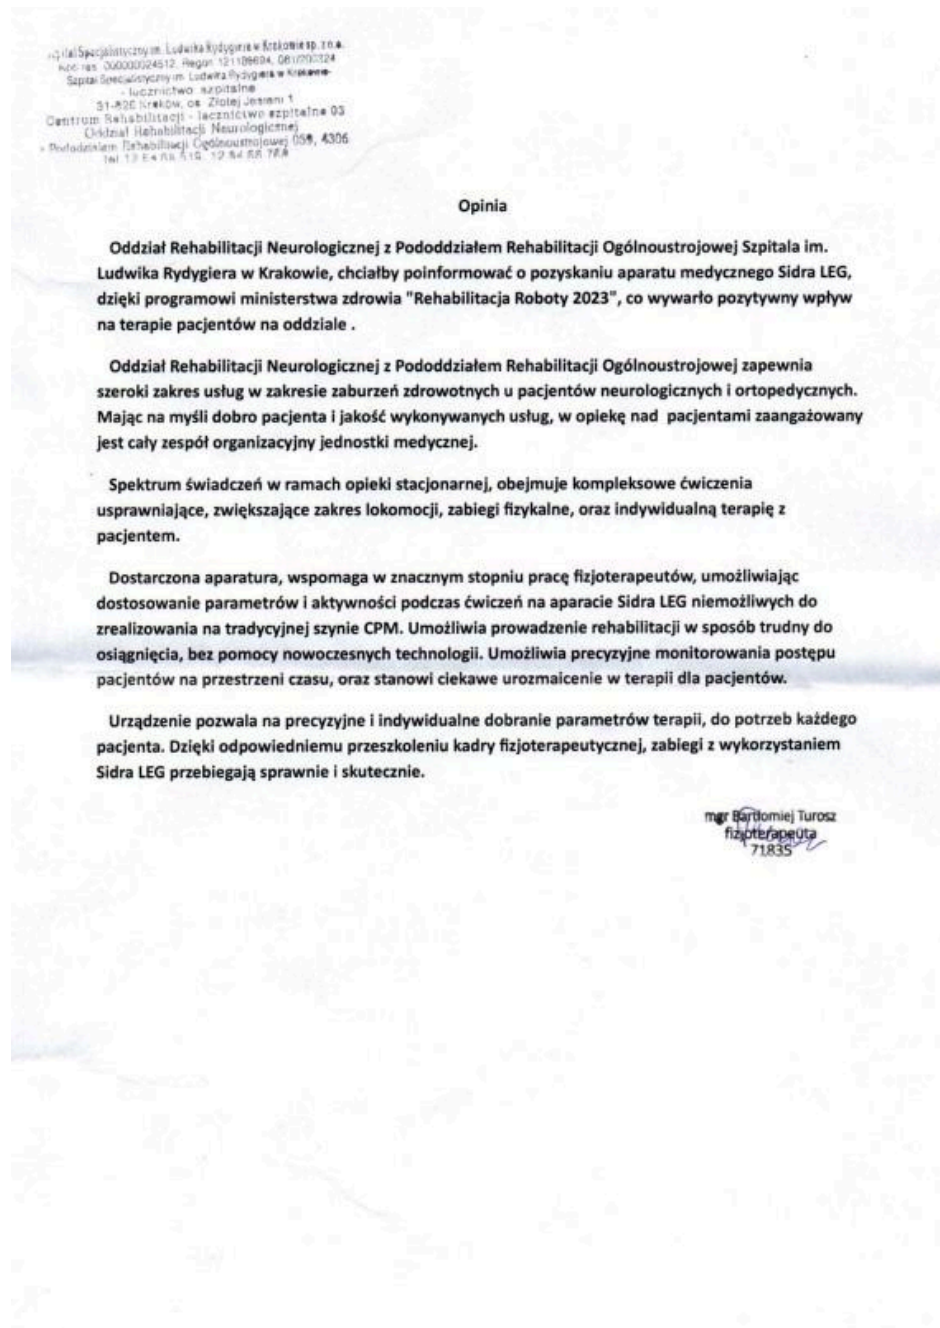 Szpital Specjalistyczny im. Ludwika Rydygiera w Krakowie sp. z o.o.
000000024512, Regon 121188694,
Szpital Specjalistyczny im. Ludwika Rydygiera w Krakowie
- lecznictwo szpitalne
31-826 Kraków, os. Złotej Jesieni 1
Centrum Rehabilitacji - lecznictwo szpitalne 03
Oddział Rehabilitacji Neurologicznej
z Pododdziałem Rehabilitacji Ogólnoustrojowej 059, 4306
Opinia
Oddział Rehabilitacji Neurologicznej z Pododdziałem Rehabilitacji Ogólnoustrojowej Szpitala im.
Ludwika Rydygiera w Krakowie, chciałby poinformować o pozyskaniu aparatu medycznego Sidra LEG,
dzięki programowi ministerstwa zdrowia "Rehabilitacja Roboty 2023", co wywarło pozytywny wpływ
na terapie pacjentów na oddziale .
Oddział Rehabilitacji Neurologicznej z Pododdziałem Rehabilitacji Ogólnoustrojowej zapewnia
szeroki zakres usług w zakresie zaburzeń zdrowotnych u pacjentów neurologicznych i ortopedycznych.
Mając na myśli dobro pacjenta i jakość wykonywanych usług, w opiekę nad pacjentami zaangażowany
jest cały zespół organizacyjny jednostki medycznej.
Spektrum świadczeń w ramach opieki stacjonarnej, obejmuje kompleksowe ćwiczenia
usprawniające, zwiększające zakres lokomocji, zabiegi fizykalne, oraz indywidualną terapię z
pacjentem.
Dostarczona aparatura, wspomaga w znacznym stopniu pracę fizjoterapeutów, umożliwiając
dostosowanie parametrów i aktywności podczas ćwiczeń na aparacie Sidra LEG niemożliwych do
zrealizowania na tradycyjnej szynie CPM. Umożliwia prowadzenie rehabilitacji w sposób trudny do
osiągnięcia, bez pomocy nowoczesnych technologii. Umożliwia precyzyjne monitorowania postępu
pacjentów na przestrzeni czasu, oraz stanowi ciekawe urozmaicenie w terapii dla pacjentów.
Urządzenie pozwala na precyzyjne i indywidualne dobranie parametrów terapii, do potrzeb każdego
pacjenta. Dzięki odpowiedniemu przeszkoleniu kadry fizjoterapeutycznej, zabiegi z wykorzystaniem
Sidra LEG przebiegają sprawnie i skutecznie.
mgr Bartłomiej Turosz
fizjoterapeuta
71835